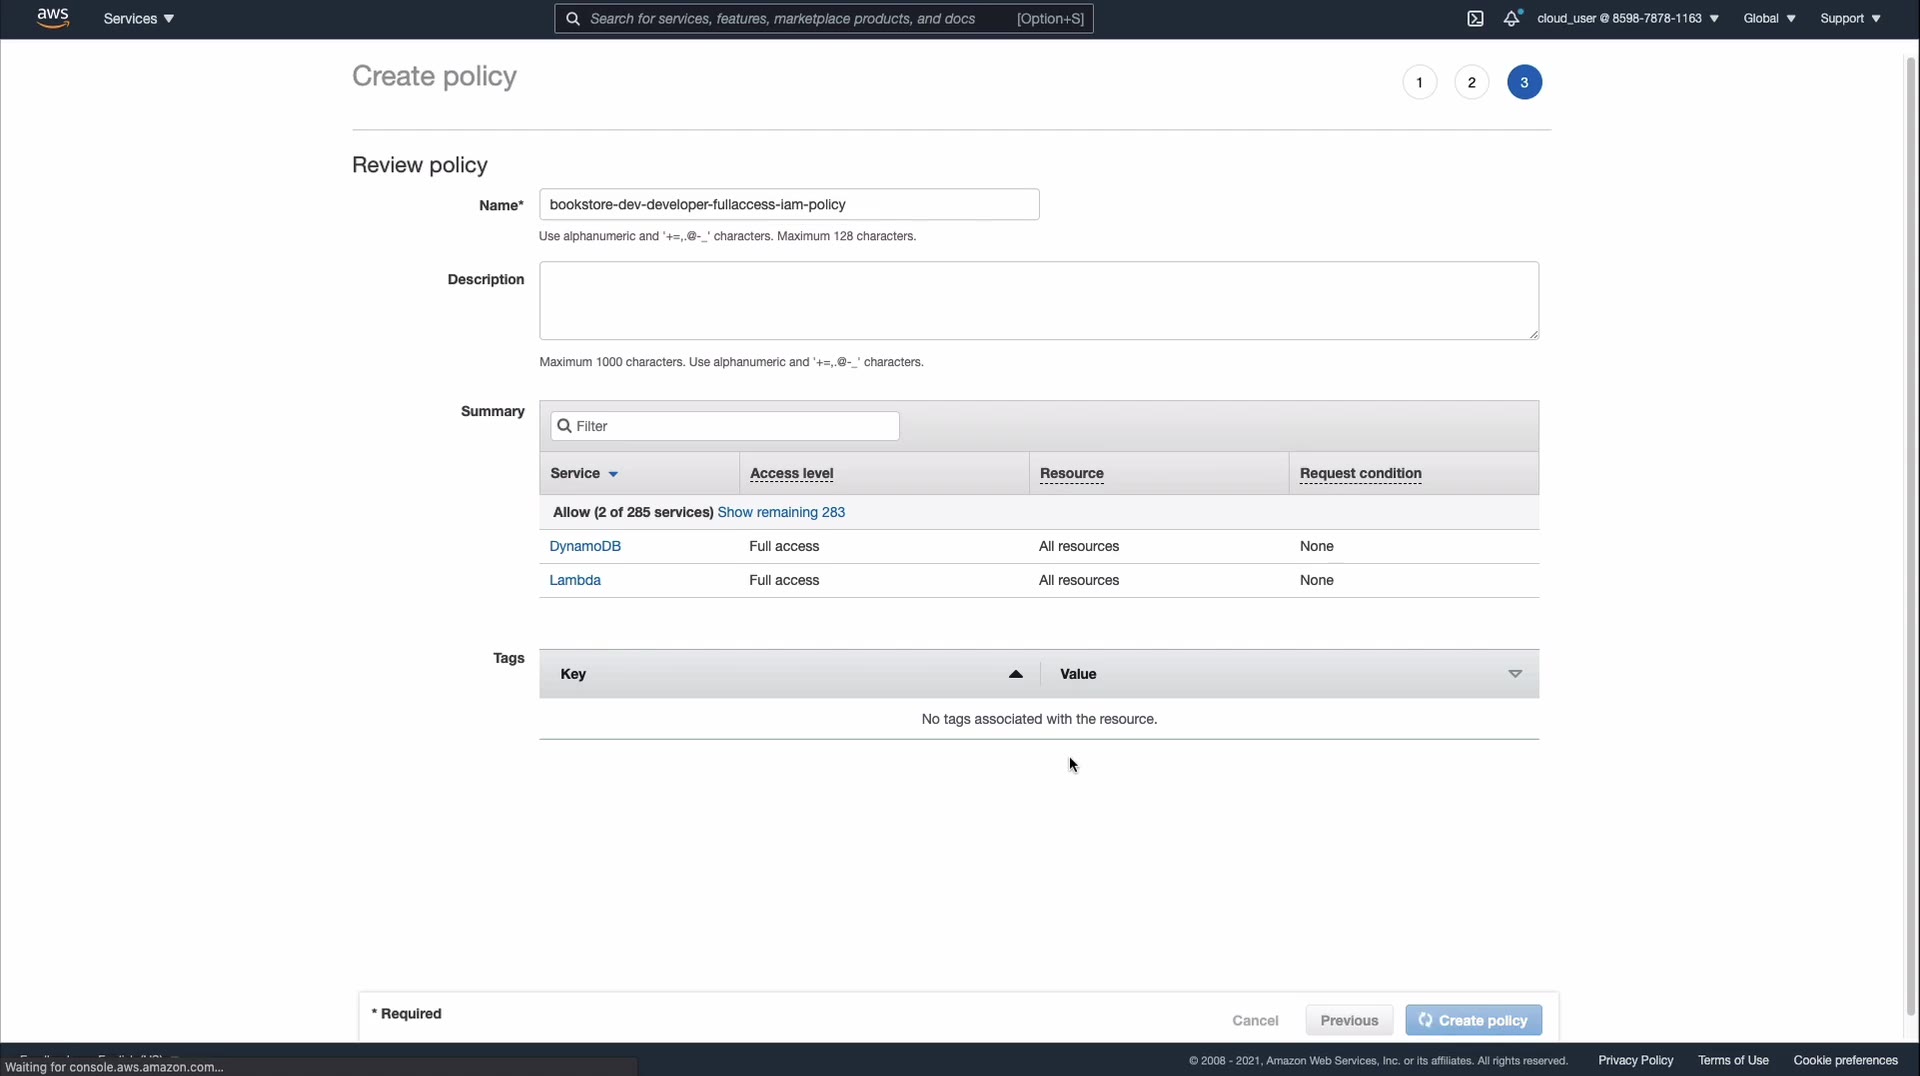 aws Services ▼ Search for services, features, marketplace products, and docs [Option+S] cloud_user @ 8598-7878-1163 ▼ Global ▼ Support ▼
Create policy 1 2 3
Review policy
Name* bookstore-dev-developer-fullaccess-iam-policy
Use alphanumeric and '+=,.@-_' characters. Maximum 128 characters.
Description
Maximum 1000 characters. Use alphanumeric and '+=,.@-_' characters.
Summary Filter
Service Access level Resource Request condition
Allow (2 of 285 services) Show remaining 283
DynamoDB Full access All resources None
Lambda Full access All resources None
Tags Key Value
No tags associated with the resource.
* Required Cancel Previous Create policy
Waiting for console.aws.amazon.com... © 2008 - 2021, Amazon Web Services, Inc. or its affiliates. All rights reserved. Privacy Policy Terms of Use Cookie preferences